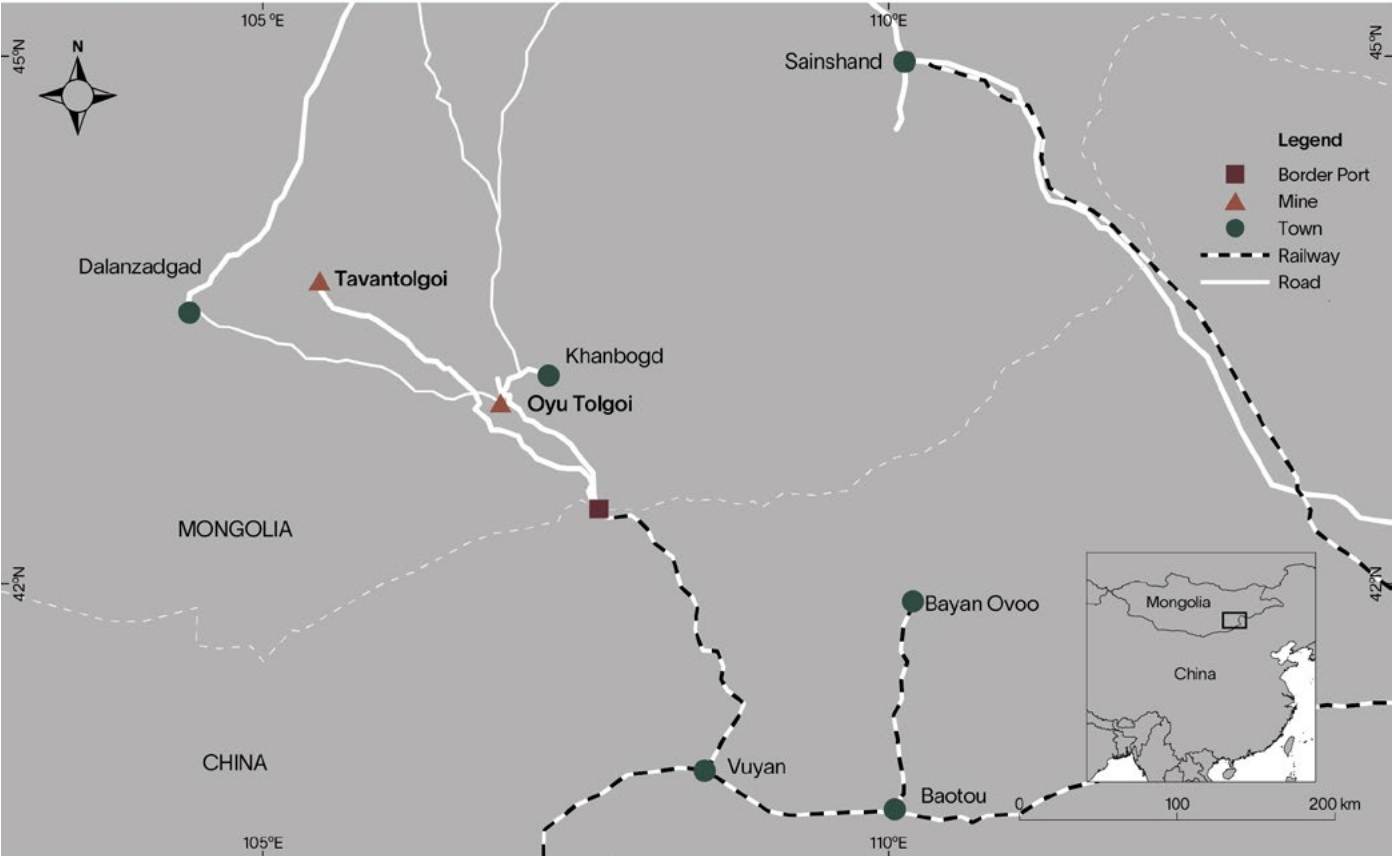 105°E
110°E
45°N
45°N
N
Sainshand
Legend
Border Port
Mine
Town
Railway
Road
Dalanzadgad
Tavantolgoi
Khanbogd
Oyu Tolgoi
MONGOLIA
42°N
42°N
Bayan Ovoo
Mongolia
China
CHINA
Vuyan
Baotou
0 100 200 km
105°E
110°E